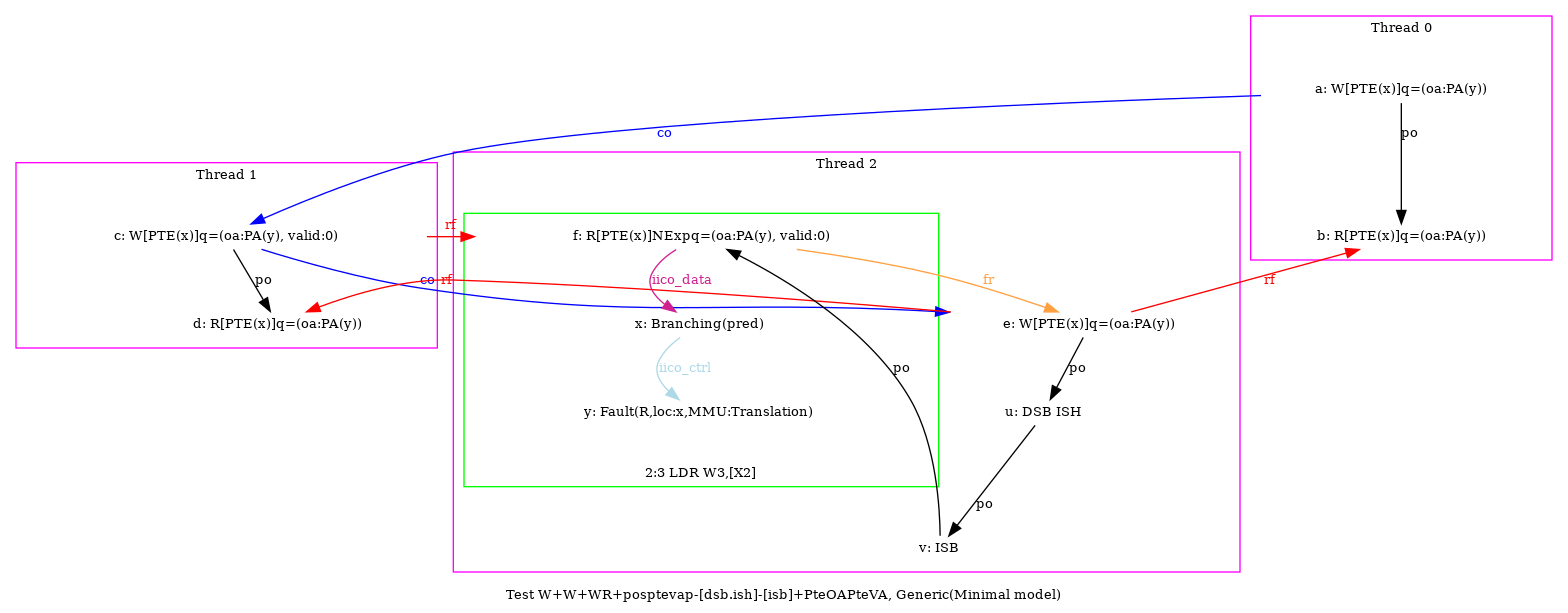 Thread 0
a: W[PTE(x)]q=(oa:PA(y))
co
po
Thread 2
Thread 1
rf
c: W[PTE(x)]q=(oa:PA(y), valid:0)
f: R[PTE(x)]NExpq=(oa:PA(y), valid:0)
b: R[PTE(x)]q=(oa:PA(y))
po
co
rf
iico_data
fr
rf
d: R[PTE(x)]q=(oa:PA(y))
x: Branching(pred)
e: W[PTE(x)]q=(oa:PA(y))
iico_ctrl
po
po
y: Fault(R,loc:x,MMU:Translation)
u: DSB ISH
2:3 LDR W3,[X2]
po
v: ISB
Test W+W+WR+posptevap-[dsb.ish]-[isb]+PteOAPteVA, Generic(Minimal model)